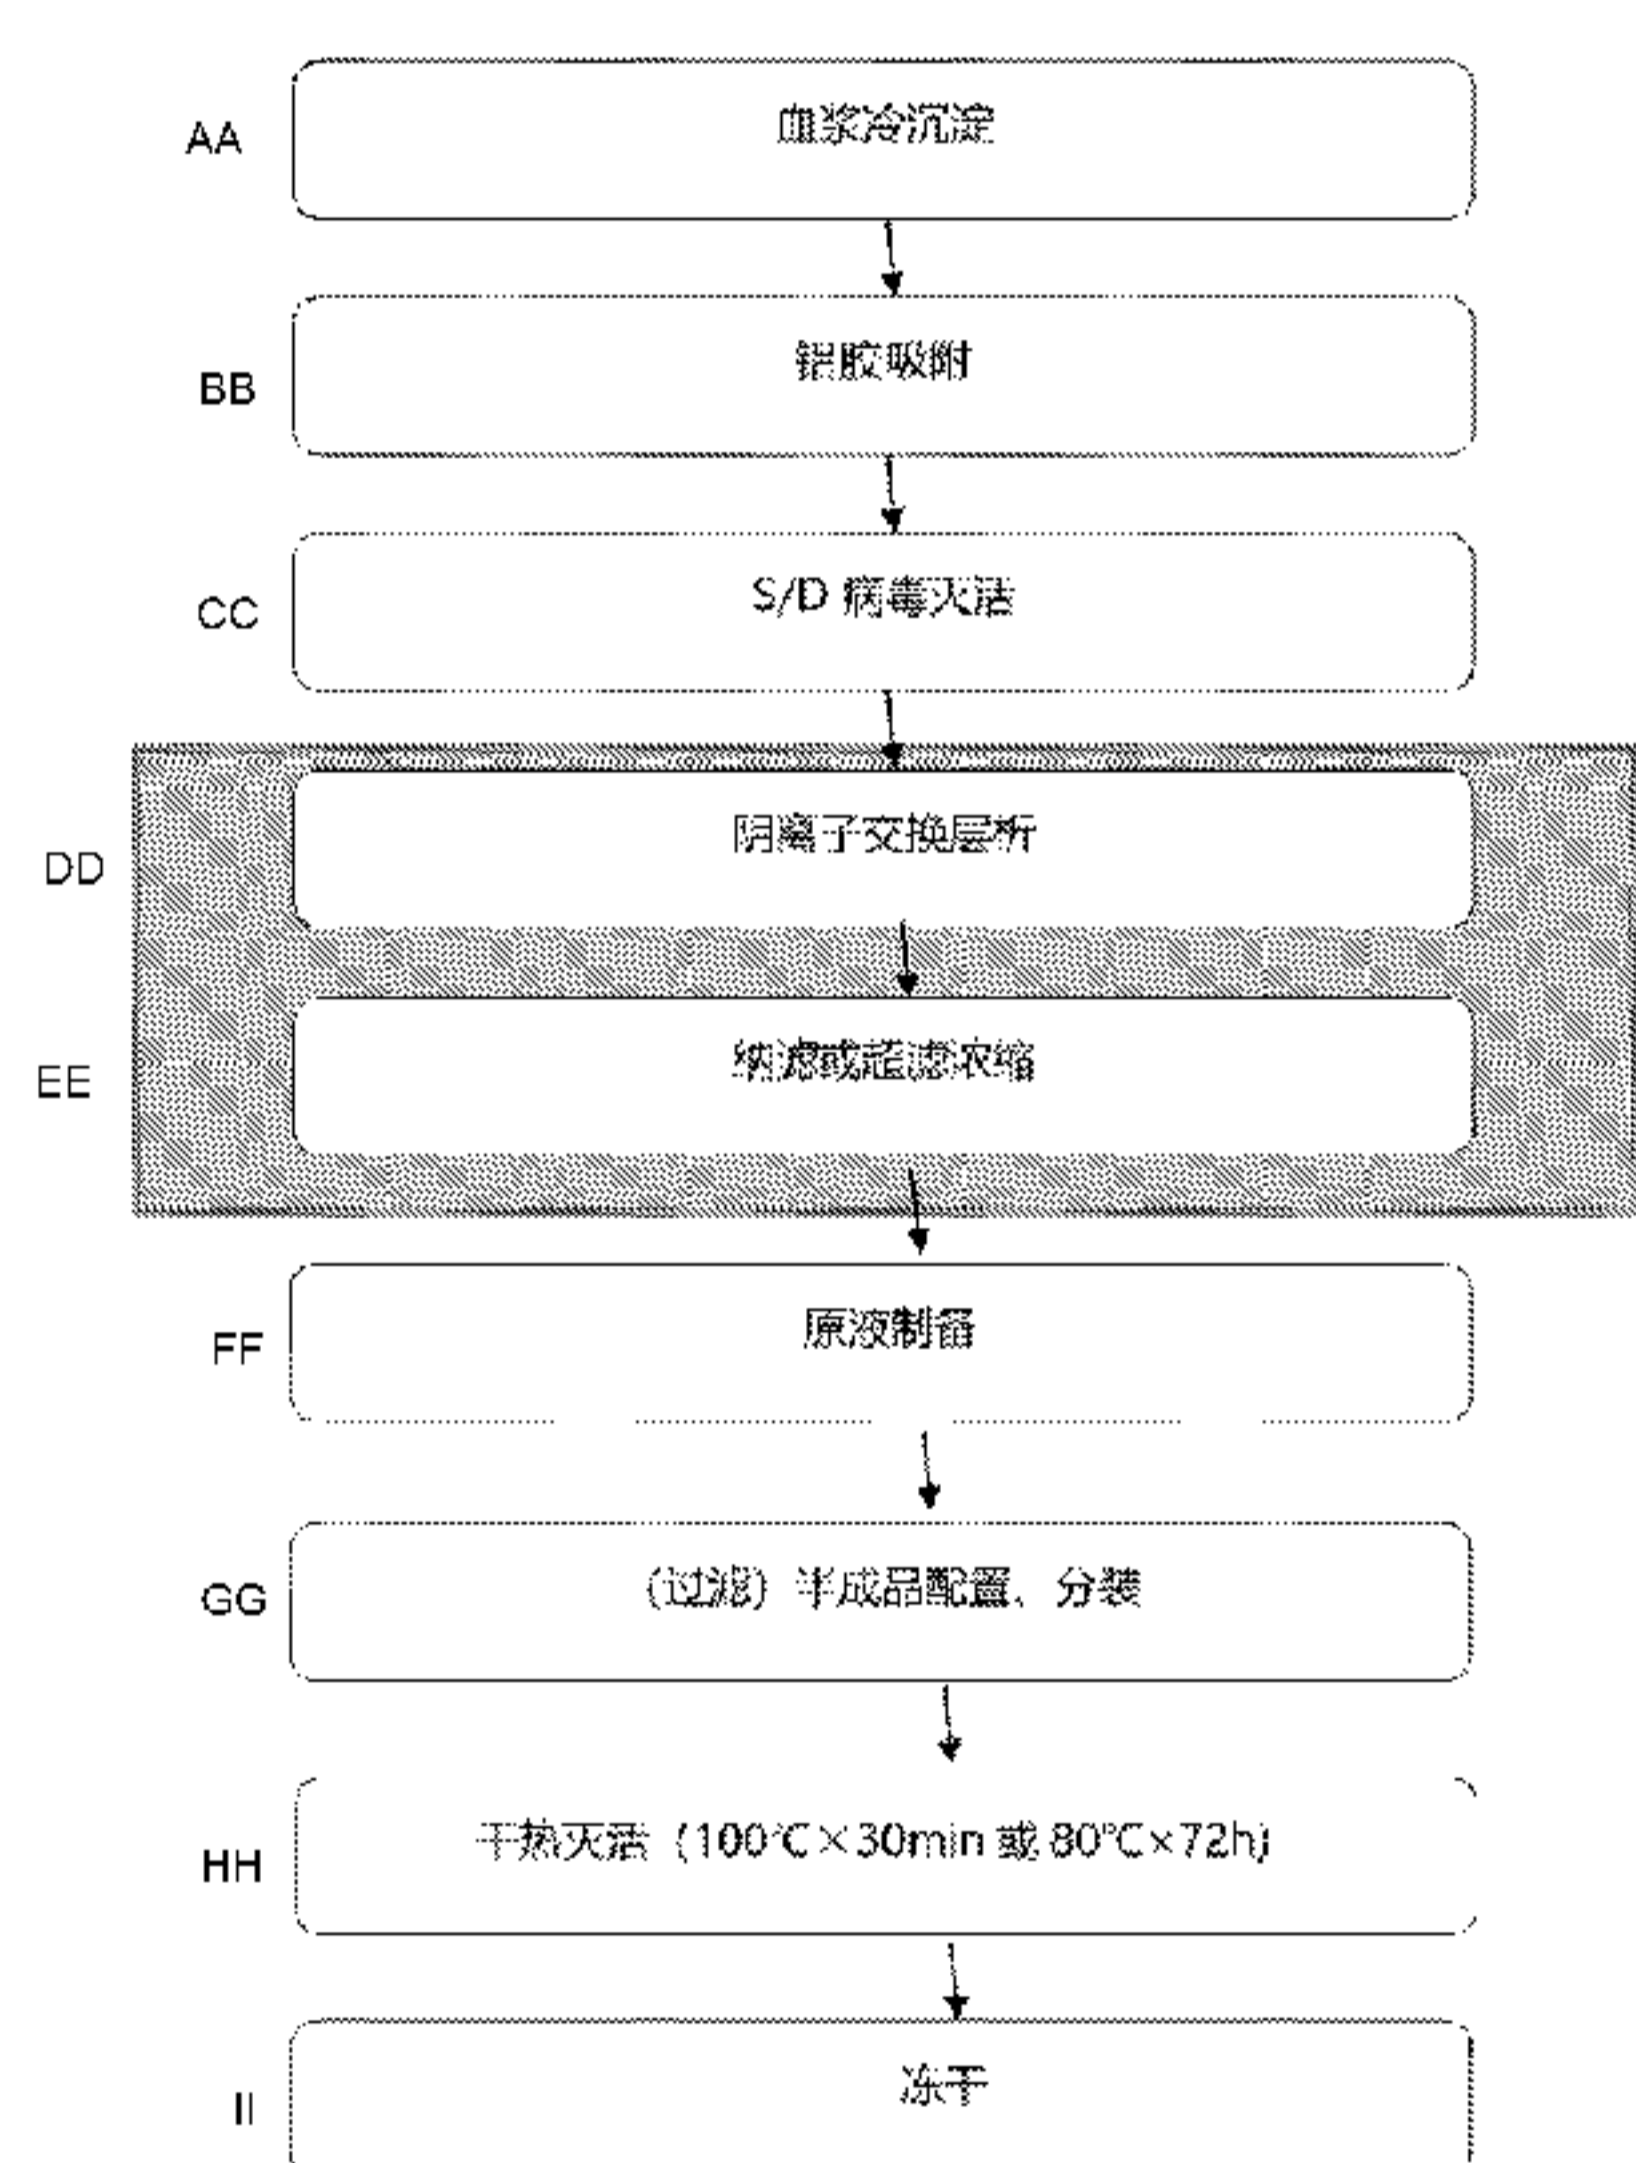 AA 血浆冷沉淀
BB 铝胶吸附
CC S/D 病毒灭活
DD 阴离子交换层析
EE 纳滤或超滤浓缩
FF 原液制备
GG (过滤) 半成品配置、分装
HH 干热灭活 (100℃×30min 或 80℃×72h)
II 冻干